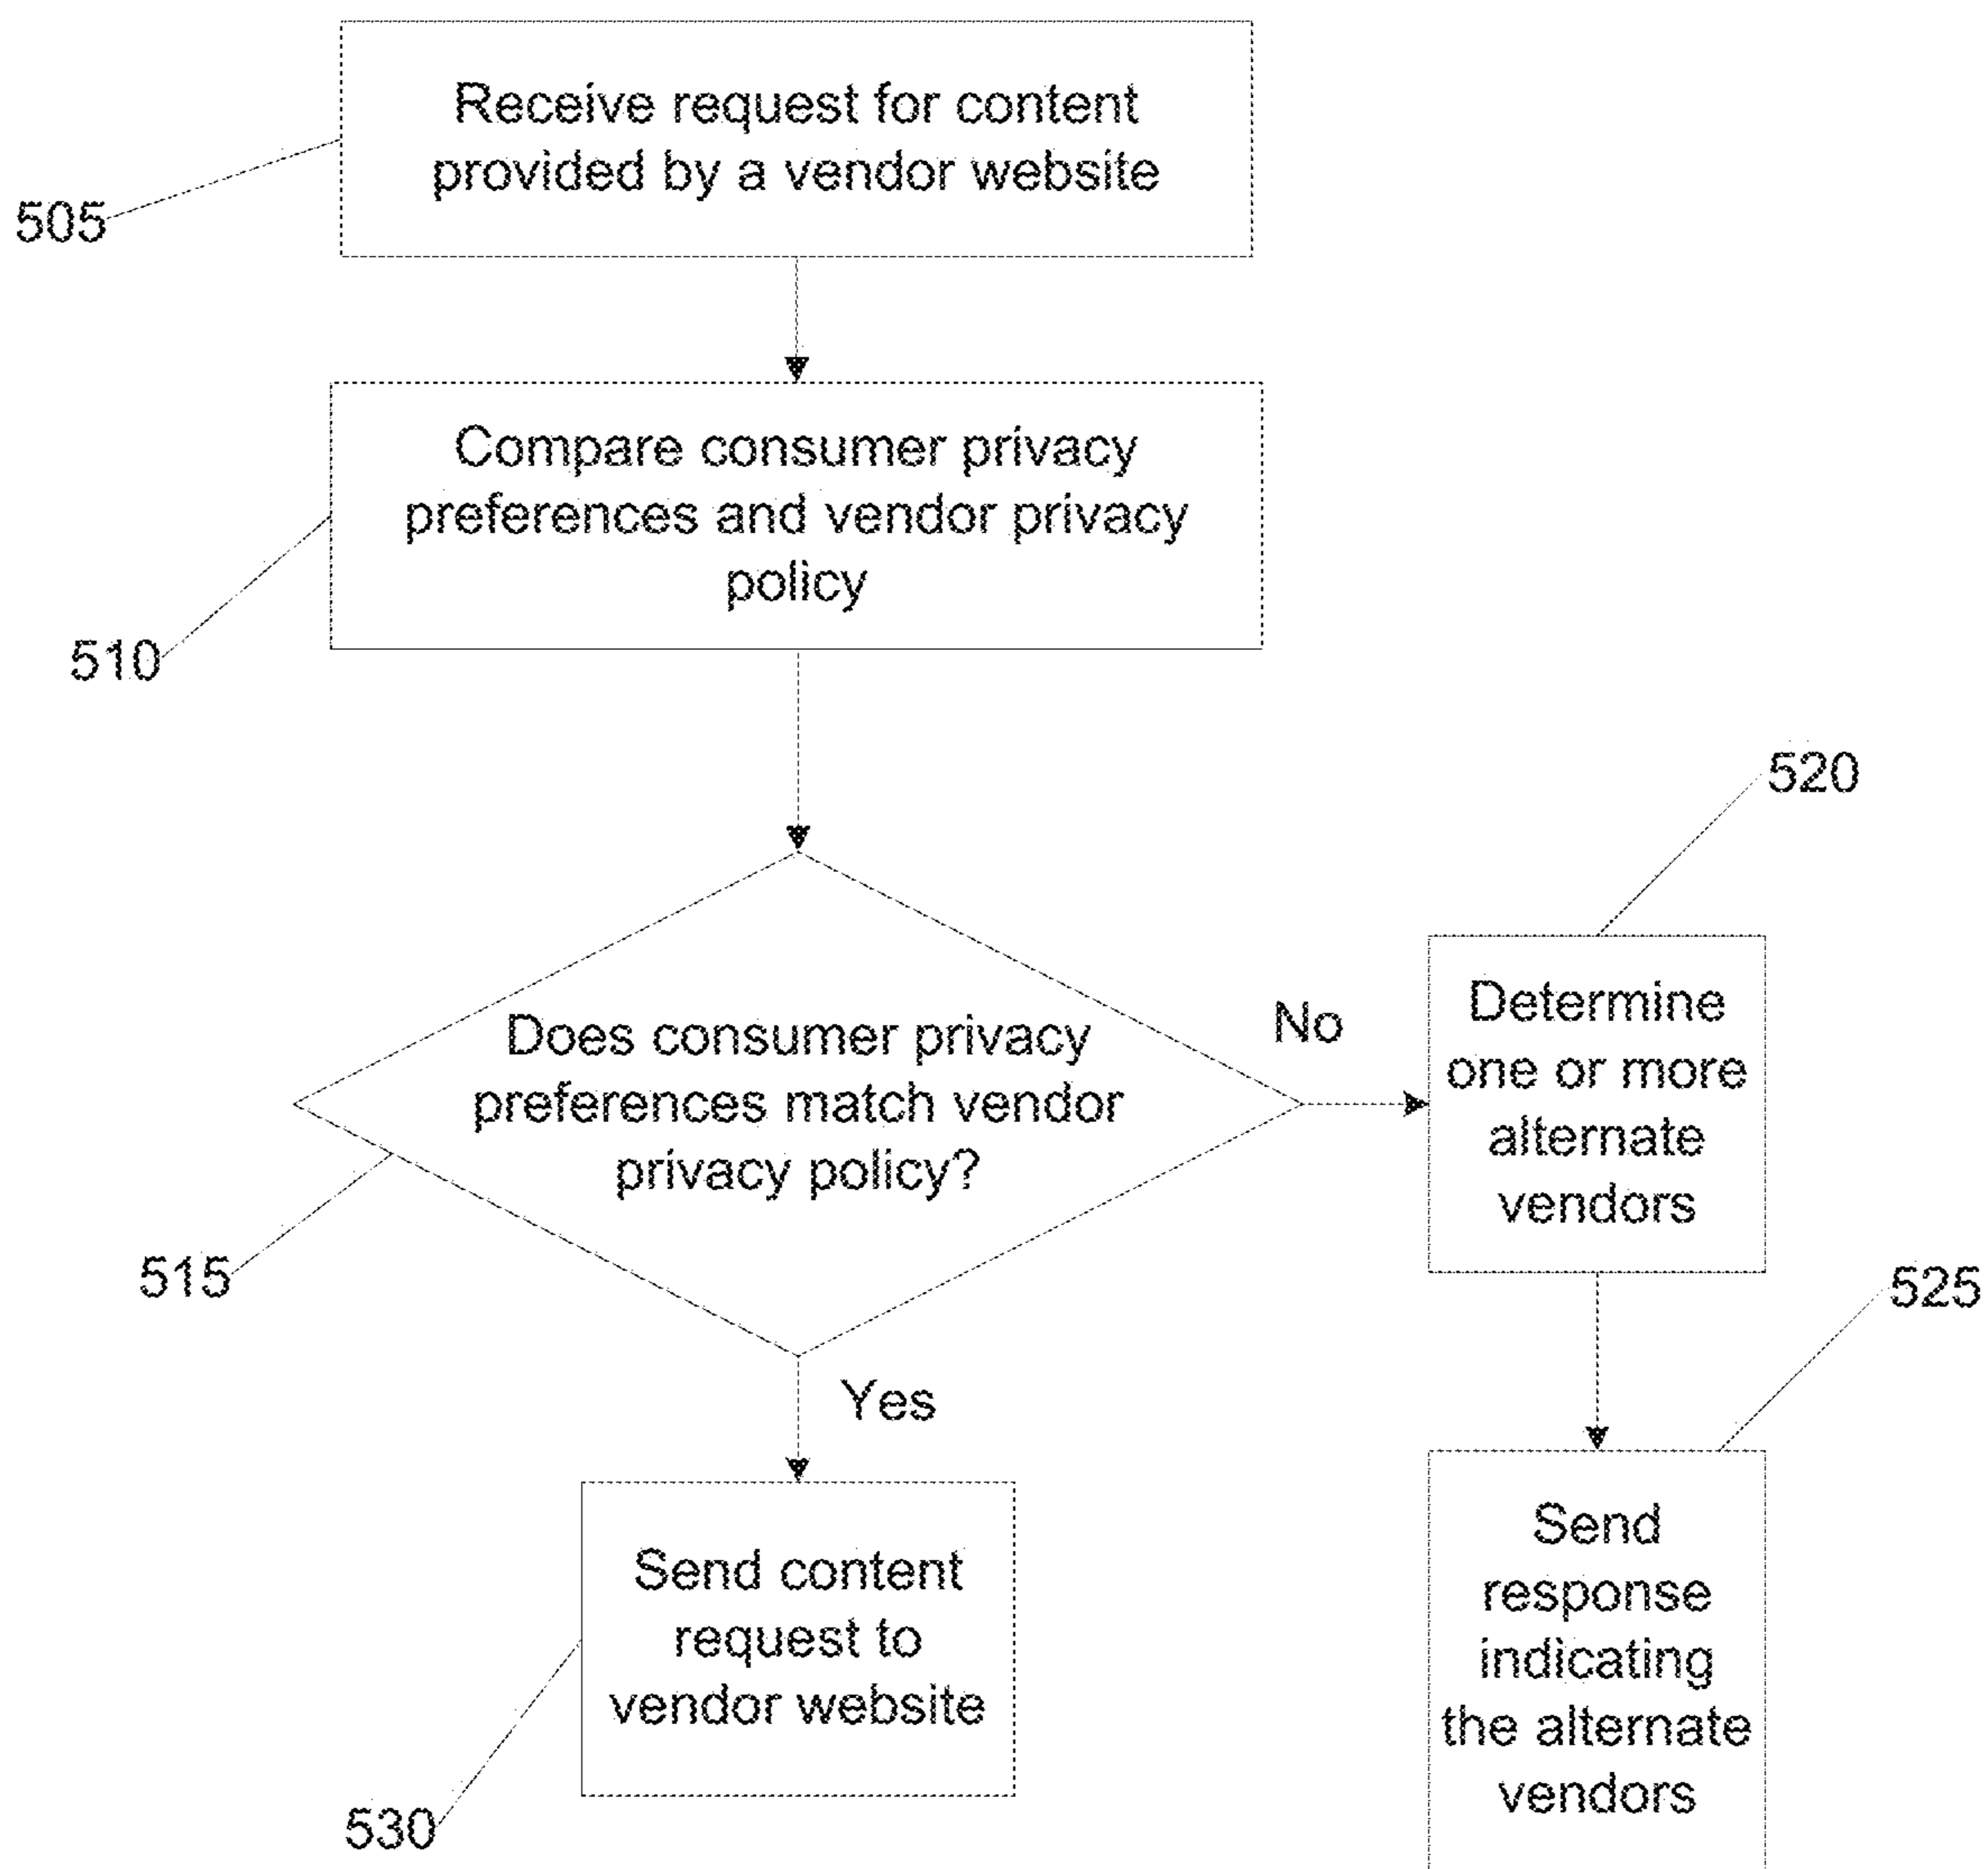 Receive request for content
provided by a vendor website
505
Compare consumer privacy
preferences and vendor privacy
policy
510
520
Does consumer privacy
preferences match vendor
privacy policy?
No
Determine
one or more
alternate
vendors
515
525
Yes
Send content
request to
vendor website
530
Send
response
indicating
the alternate
vendors